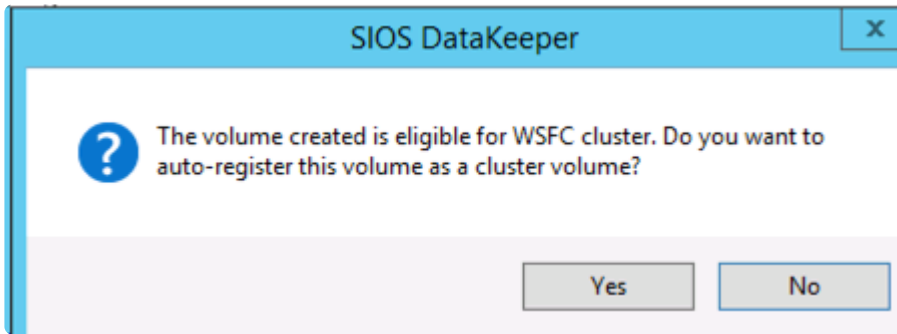 SIOS DataKeeper
x
The volume created is eligible for WSFC cluster. Do you want to
auto-register this volume as a cluster volume?
Yes
No